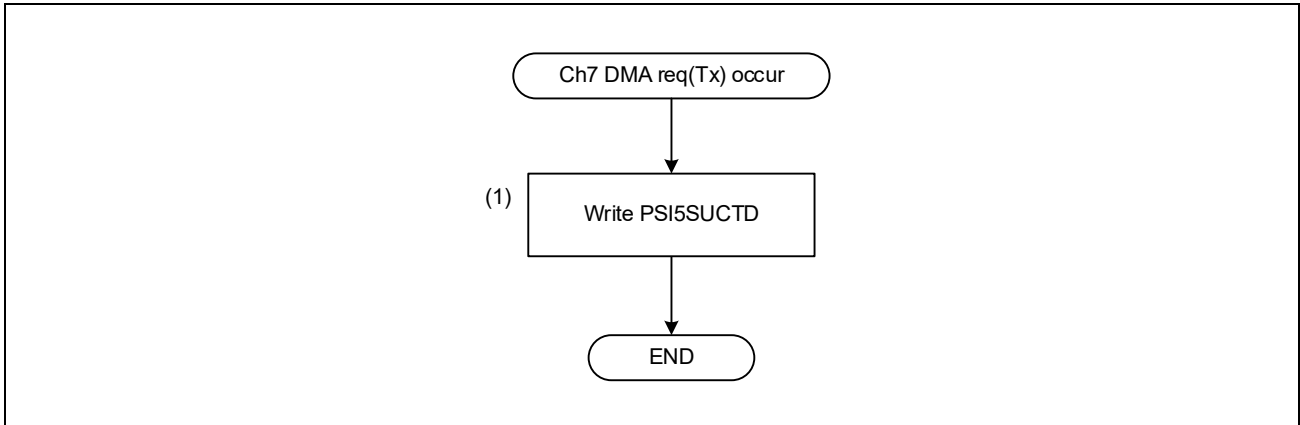 Ch7 DMA req(Tx) occur
(1)
Write PSI5SUCTD
END